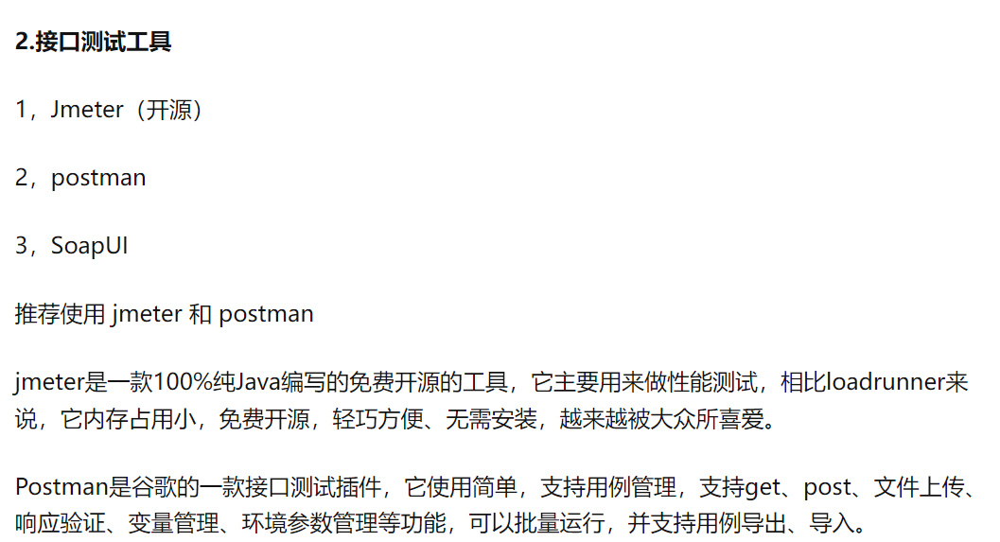 2.接口测试工具
1，Jmeter（开源）
2，postman
3，SoapUI
推荐使用 jmeter 和 postman
jmeter是一款100%纯Java编写的免费开源的工具，它主要用来做性能测试，相比loadrunner来
说，它内存占用小，免费开源，轻巧方便、无需安装，越来越被大众所喜爱。
Postman是谷歌的一款接口测试插件，它使用简单，支持用例管理，支持get、post、文件上传、
响应验证、变量管理、环境参数管理等功能，可以批量运行，并支持用例导出、导入。